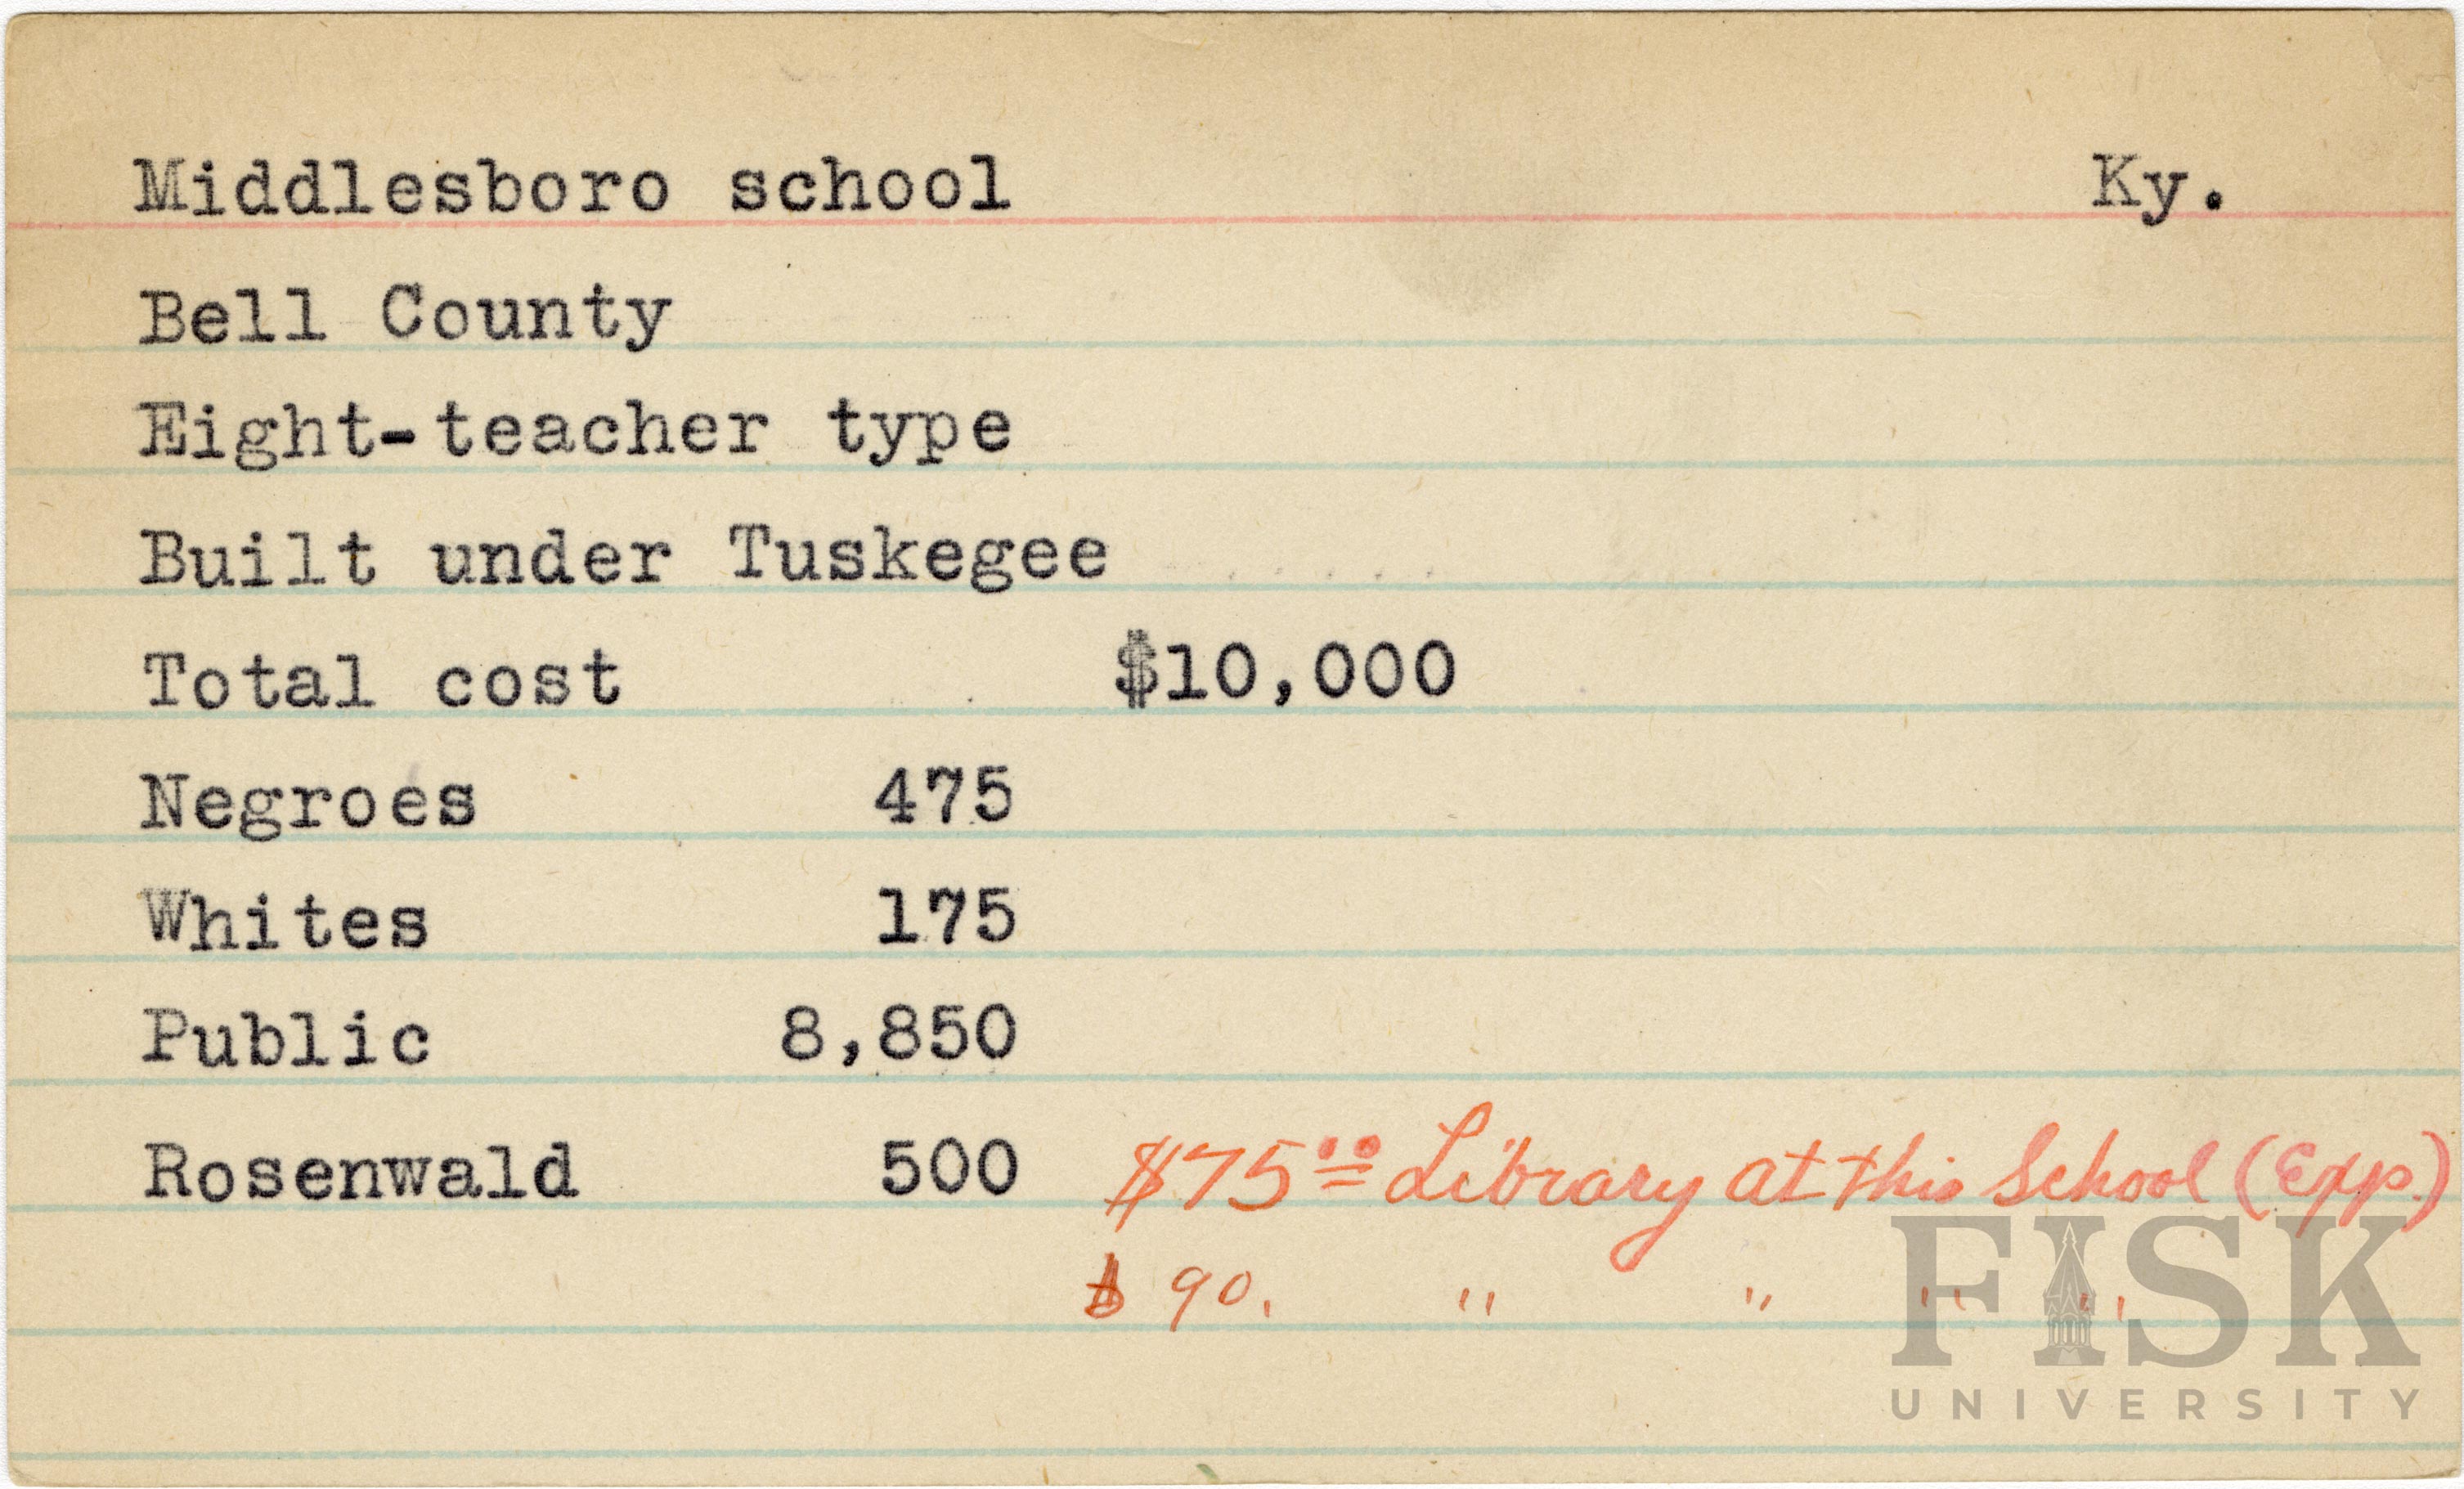 Middlesboro school Ky.
Bell County
Eight-teacher type
Built under Tuskegee
Total cost $10,000
Negroes 475
Whites 175
Public 8,850
Rosenwald 500 $75.00 Library at this School (Exp.)
$ 90. " " " "
FISK
UNIVERSITY